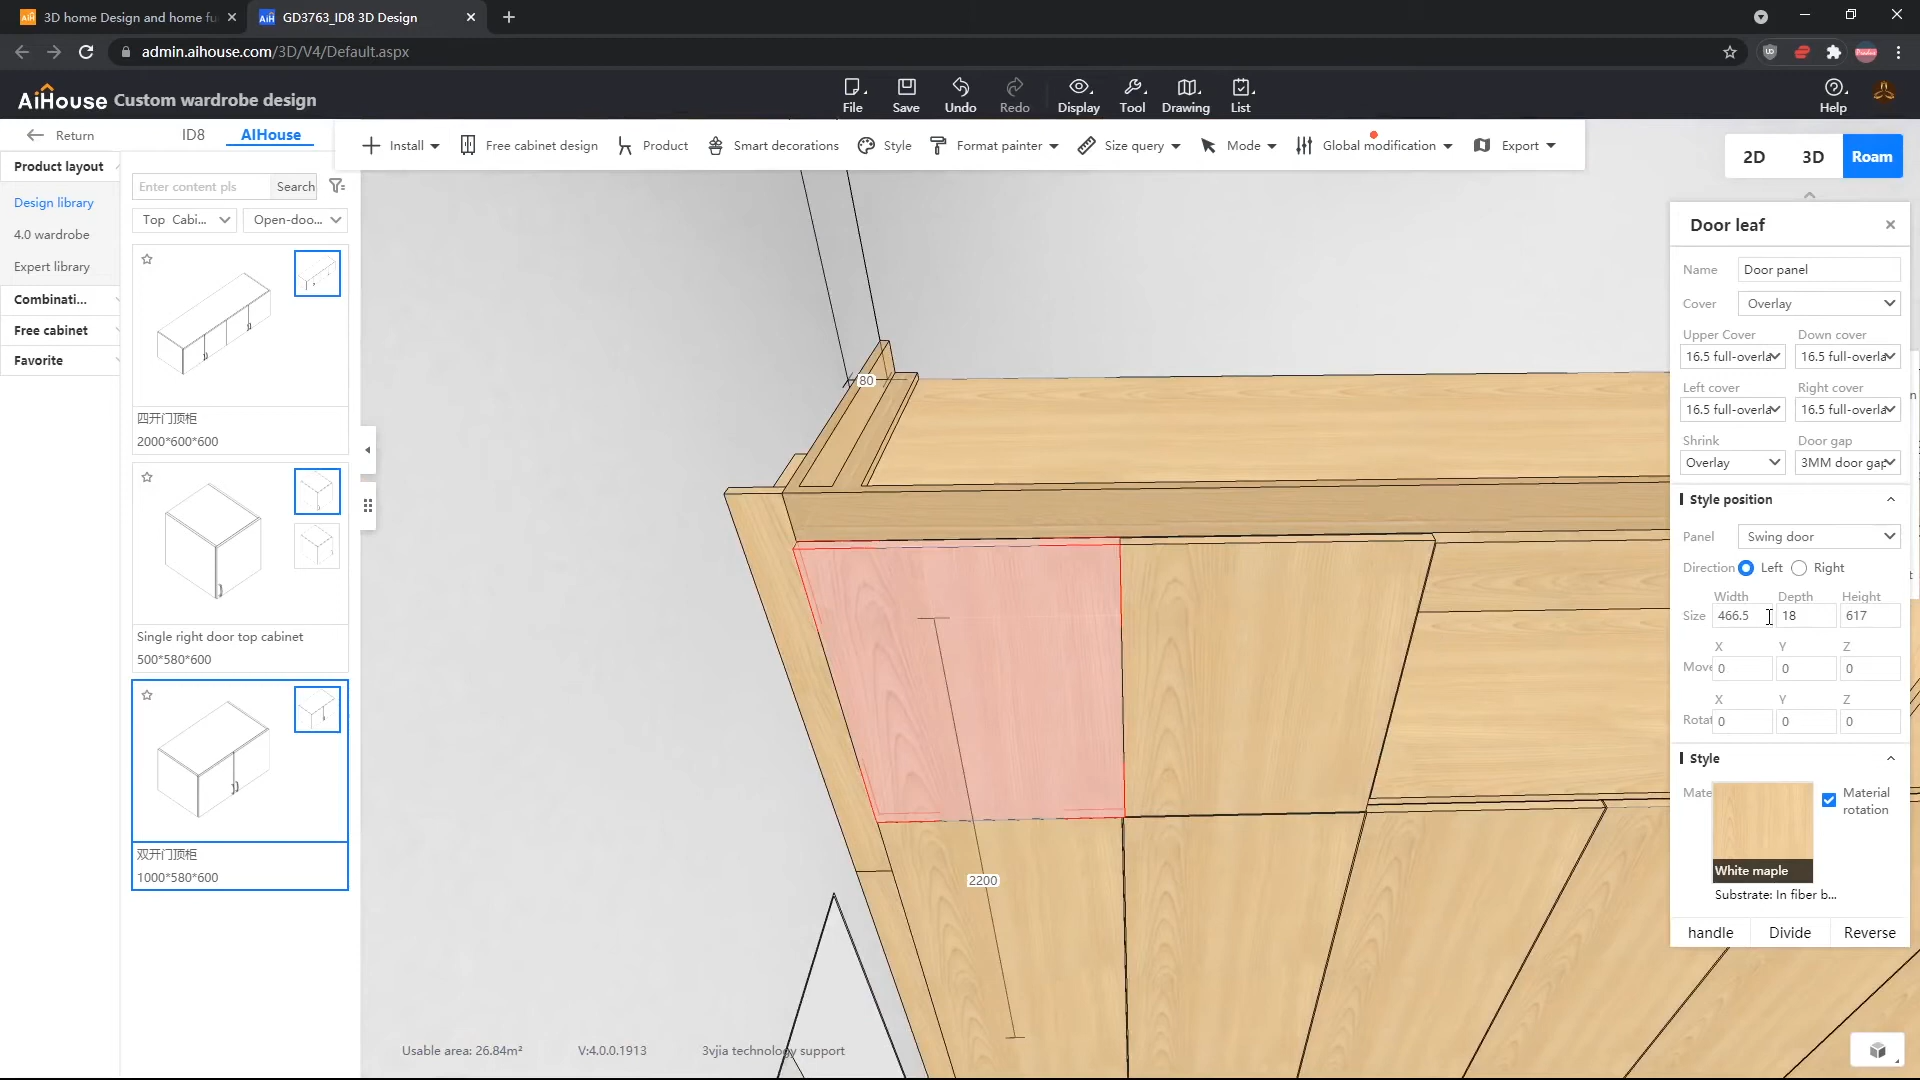 3D home Design and home fu
GD3763_ID8 3D Design
admin.aihouse.com/3D/V4/Default.aspx
AiHouse Custom wardrobe design
File
Save
Undo
Redo
Display
Tool
Drawing
List
Help
Return
ID8
AIHouse
Install
Free cabinet design
Product
Smart decorations
Style
Format painter
Size query
Mode
Global modification
Export
2D
3D
Roam
Product layout
Design library
4.0 wardrobe
Expert library
Combinati...
Free cabinet
Favorite
Enter content pls
Search
Top Cabi...
Open-doo...
四开门顶柜
2000*600*600
Single right door top cabinet
500*580*600
双开门顶柜
1000*580*600
80
2200
Usable area: 26.84m²
V:4.0.0.1913
3vjia technology support
Door leaf
Name
Door panel
Cover
Overlay
Upper Cover
Down cover
16.5 full-overla
16.5 full-overla
Left cover
Right cover
16.5 full-overla
16.5 full-overla
Shrink
Door gap
Overlay
3MM door gap
Style position
Panel
Swing door
Direction
Left
Right
Width
Depth
Height
Size
466.5
18
617
X
Y
Z
Move
0
0
0
X
Y
Z
Rotat
0
0
0
Style
Mate
White maple
Material
rotation
Substrate: In fiber b...
handle
Divide
Reverse